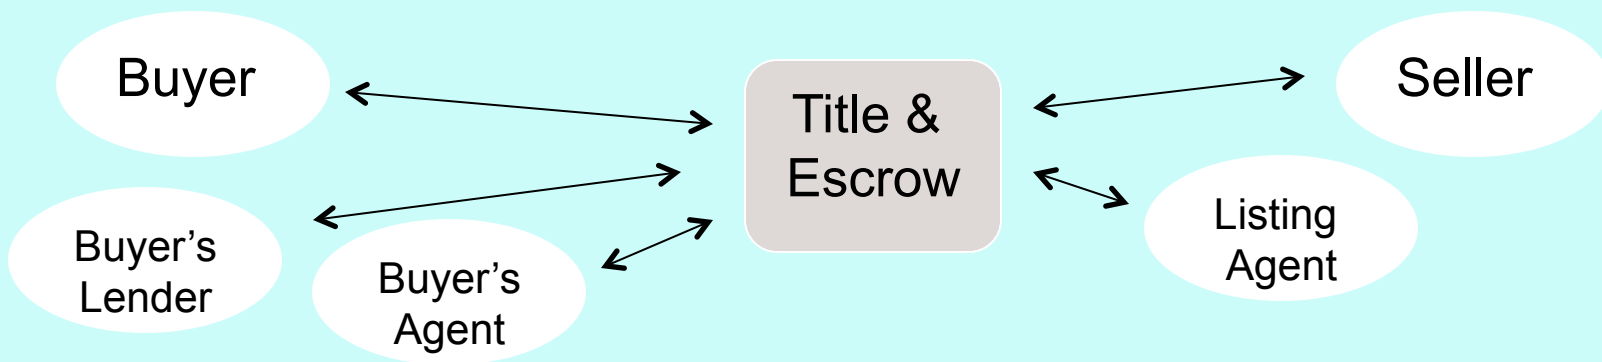 Buyer
Title &
Escrow
Seller
Buyer’s
Lender
Buyer’s
Agent
Listing
Agent